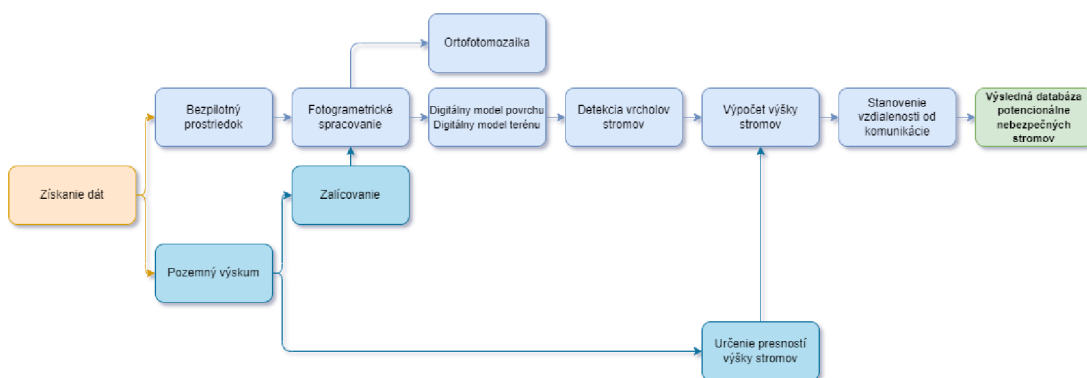 Ortofotomozaika
Bezpilotný
prostriedok
Fotogrametrické
spracovanie
Digitálny model povrchu
Digitálny model terénu
Detekcia vrcholov
stromov
Výpočet výšky
stromov
Stanovenie
vzdialenosti od
komunikácie
Výsledná databáza
potencionálne
nebezpečných
stromov
Získanie dát
Zalícovanie
Pozemný výskum
Určenie presností
výšky stromov